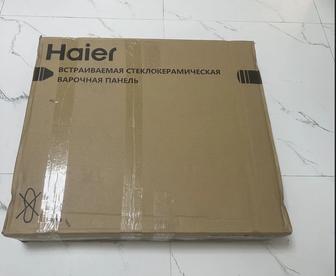 Haier
ВСТРАИВАЕМАЯ СТЕКЛОКЕРАМИЧЕСКАЯ
ВАРОЧНАЯ ПАНЕЛЬ